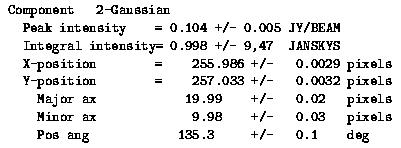 Component 2-Gaussian
Peak intensity = 0.104 +/- 0.005 JY/BEAM
Integral intensity= 0.998 +/- 9,47 JANSKYS
X-position = 255.986 +/- 0.0029 pixels
Y-position = 257.033 +/- 0.0032 pixels
Major ax 19.99 +/- 0.02 pixels
Minor ax 9.98 +/- 0.03 pixels
Pos ang 135.3 +/- 0.1 deg